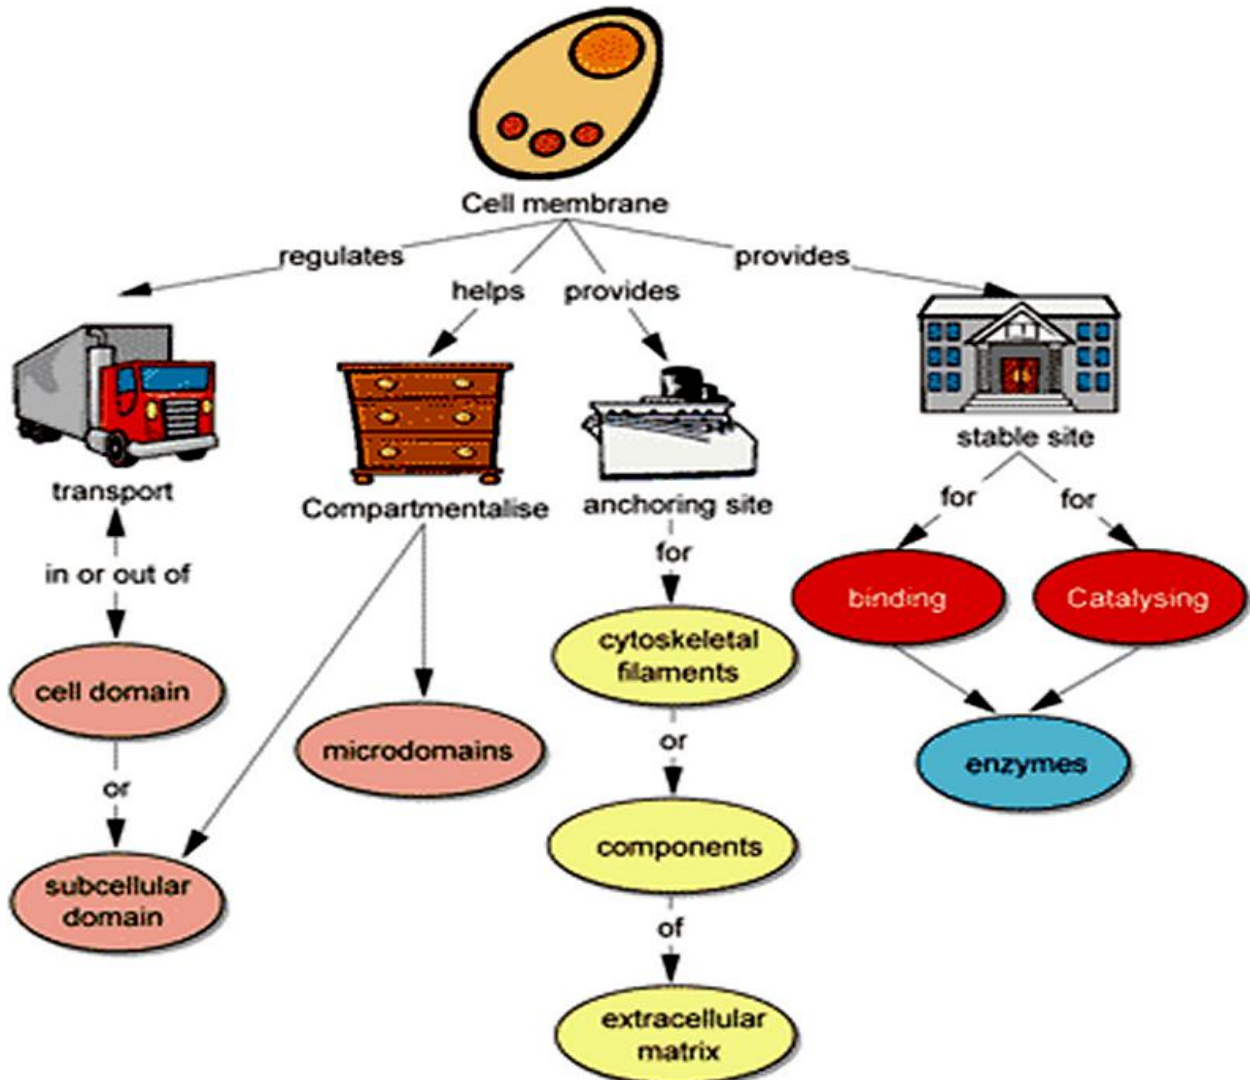 Cell membrane
regulates
helps
provides
provides
transport
Compartmentalise
anchoring site
stable site
in or out of
for
for
for
cell domain
microdomains
cytoskeletal
filaments
binding
Catalysing
or
or
enzymes
subcellular
domain
components
of
extracellular
matrix